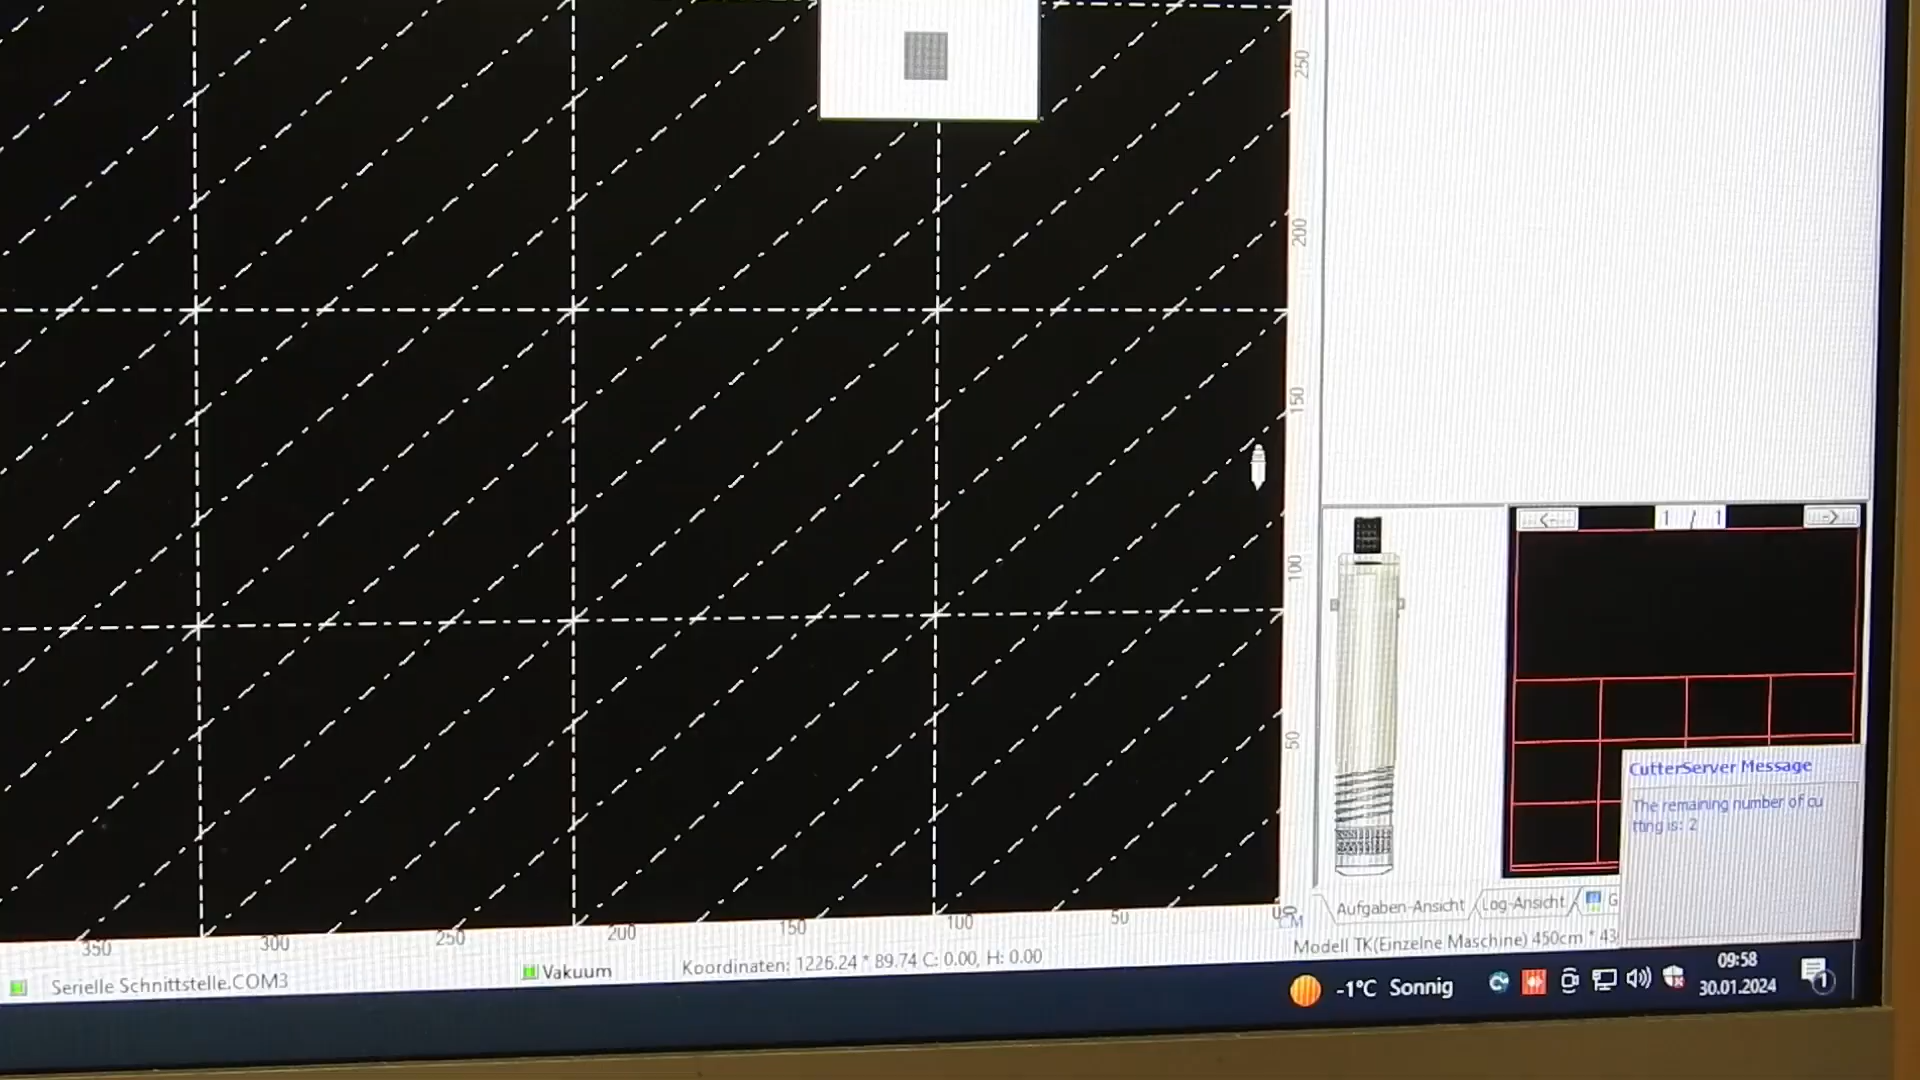 250
200
150
100
50
1 / 1
CutterServer Message
The remaining number of cu
tting is: 2
Aufgaben-Ansicht
Log-Ansicht
G
350
300
250
200
150
100
50
0
CM
Serielle Schnittstelle.COM3
Vakuum
Koordinaten: 1226.24 * 89.74 C: 0.00, H: 0.00
Modell TK(Einzelne Maschine) 450cm * 43
-1°C Sonnig
09:58
30.01.2024
1